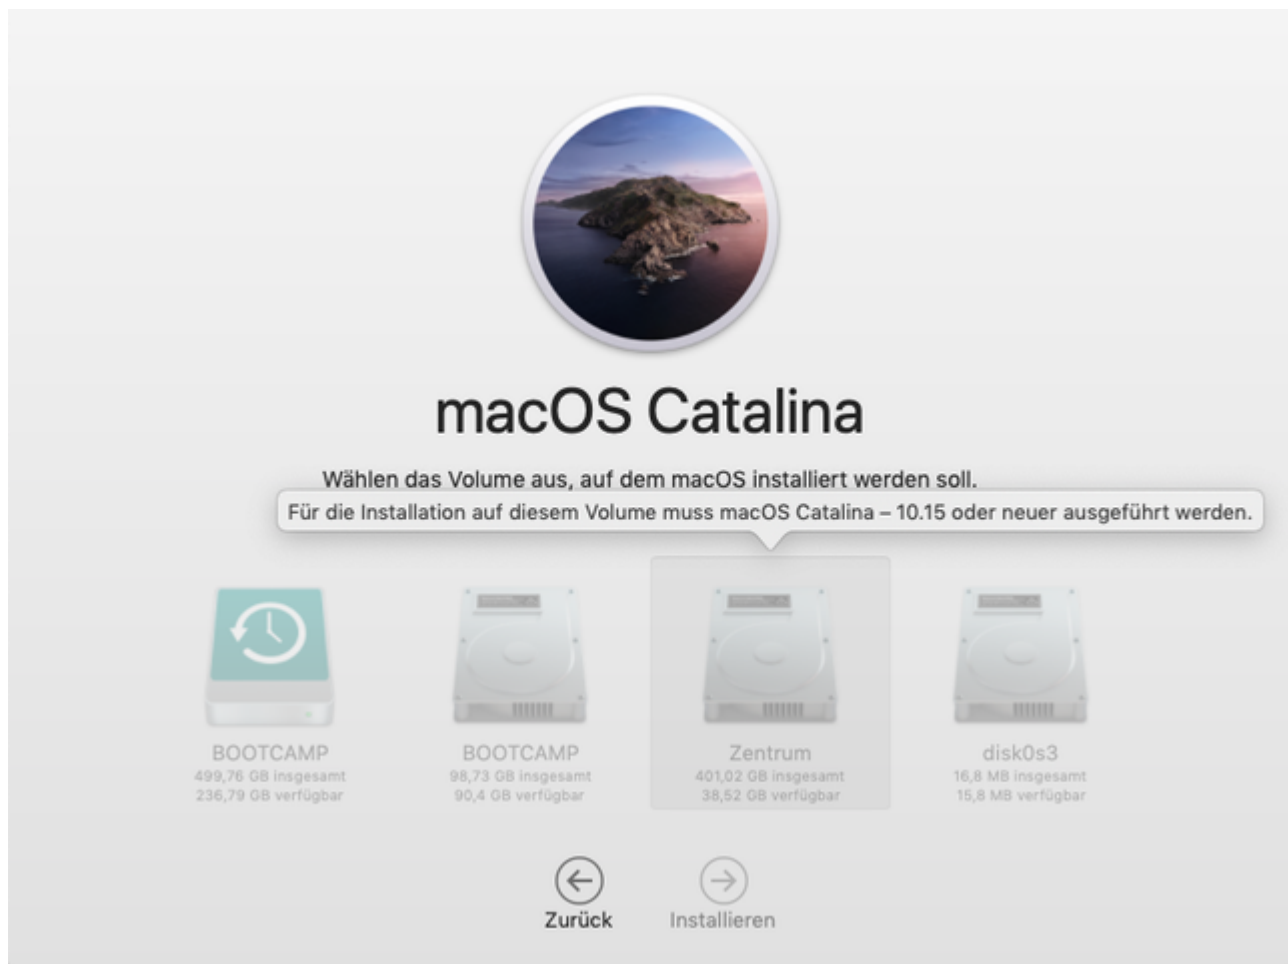 macOS Catalina
Wählen das Volume aus, auf dem macOS installiert werden soll.
Für die Installation auf diesem Volume muss macOS Catalina – 10.15 oder neuer ausgeführt werden.
BOOTCAMP
499,76 GB insgesamt
236,79 GB verfügbar
BOOTCAMP
98,73 GB insgesamt
90,4 GB verfügbar
Zentrum
401,02 GB insgesamt
38,52 GB verfügbar
disk0s3
16,8 MB insgesamt
15,8 MB verfügbar
Zurück
Installieren